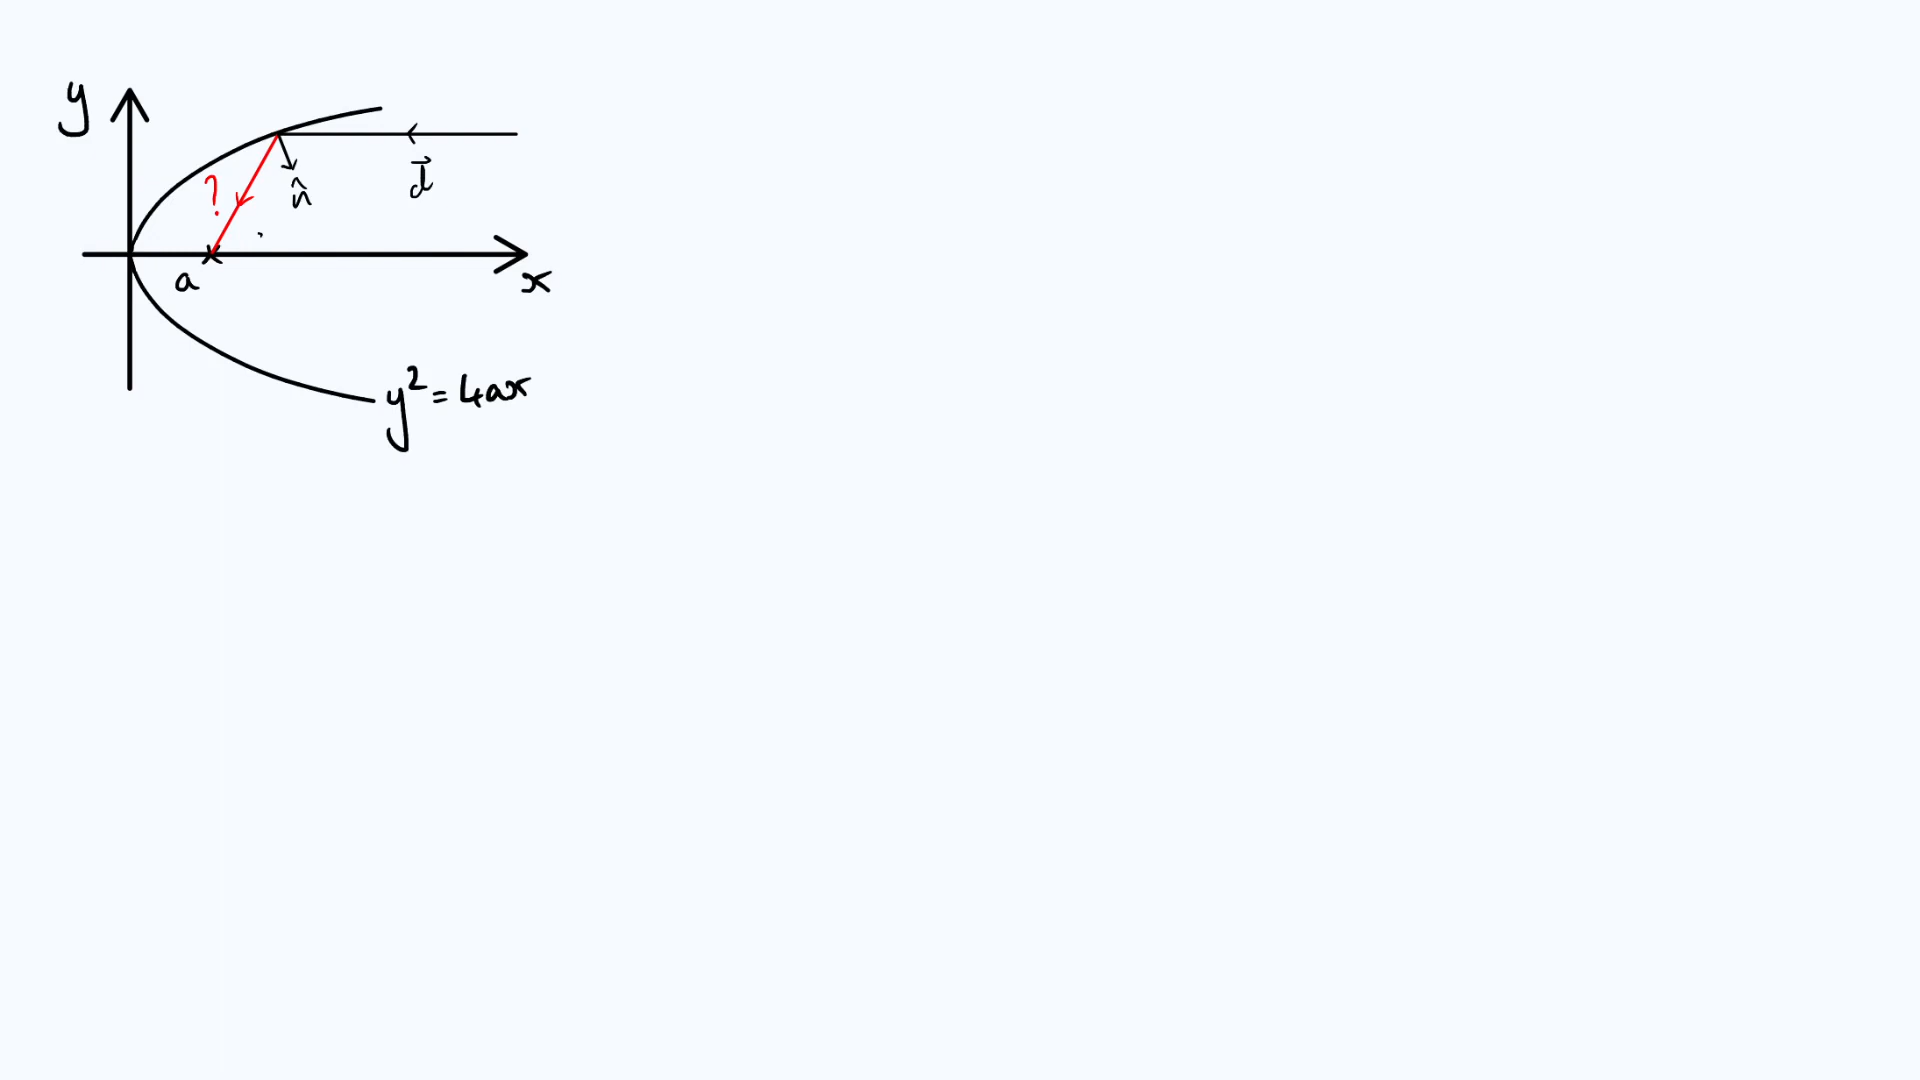 y
?
n̂
d⃗
a
x
y² = 4ax